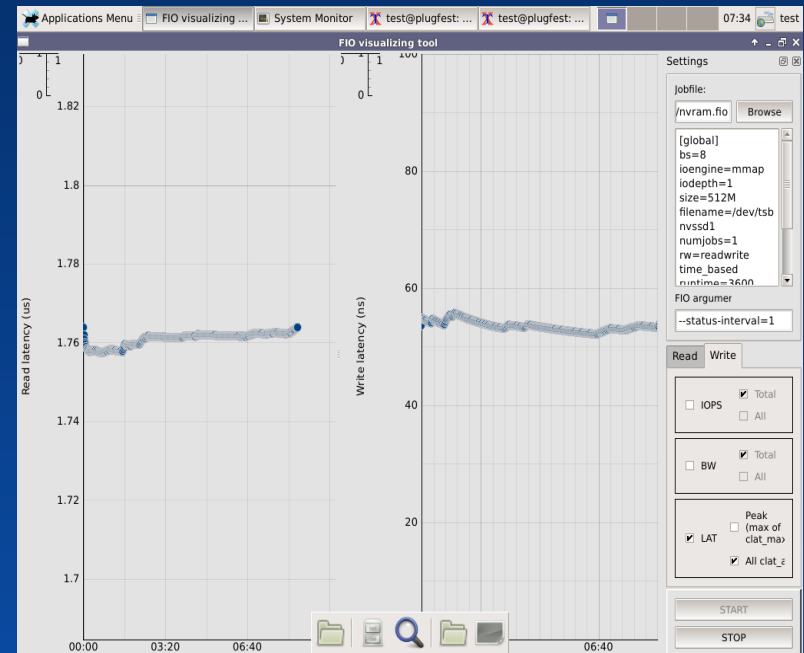 Applications Menu
FIO visualizing ...
System Monitor
test@plugfest: ...
test@plugfest: ...
07:34
test
FIO visualizing tool
1
0
1.82
1.8
1.78
1.76
1.74
1.72
1.7
00:00
03:20
06:40
Read latency (us)
1
0
100
80
60
40
20
06:40
Write latency (ns)
Settings
Jobfile:
/nvram.fio
Browse
[global]
bs=8
ioengine=mmap
iodepth=1
size=512M
filename=/dev/tsb
nvssd1
numjobs=1
rw=readwrite
time_based
runtime=3600
FIO argumer
--status-interval=1
Read
Write
IOPS
Total
All
BW
Total
All
LAT
Peak
(max of
clat_max
All clat_a
START
STOP